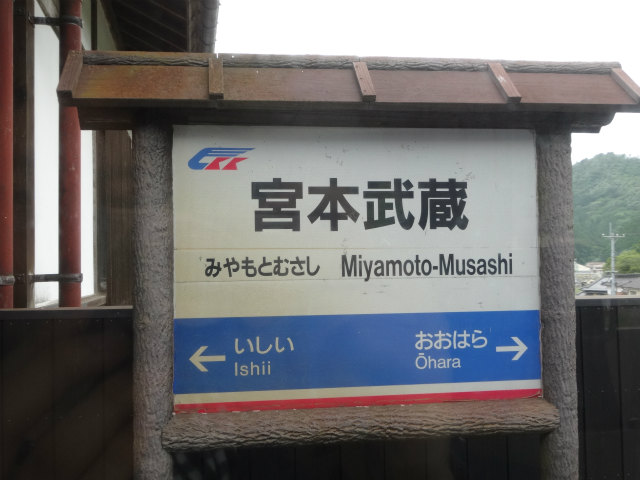 宮本武蔵
みやもとむさし Miyamoto-Musashi
← いしい おおはら →
Ishii Ōhara